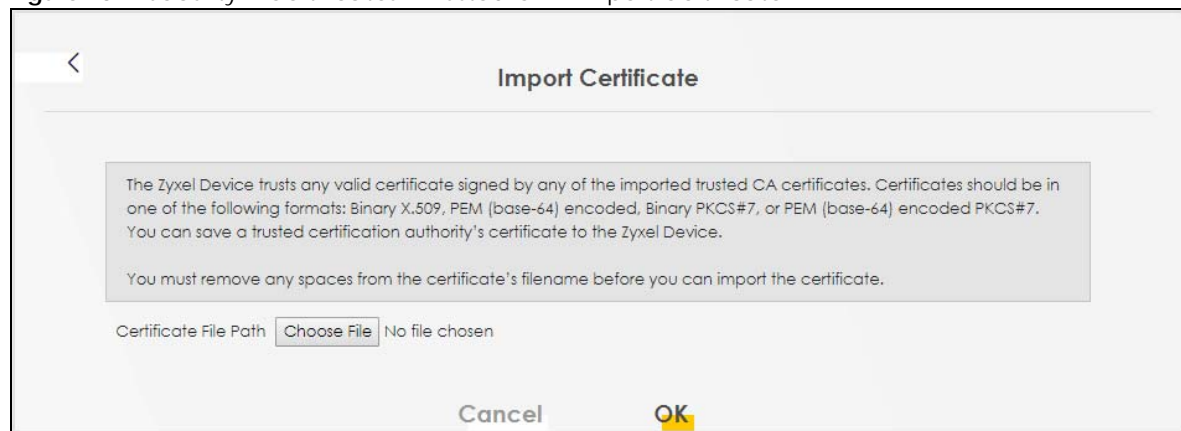 Import Certificate
The Zyxel Device trusts any valid certificate signed by any of the imported trusted CA certificates. Certificates should be in
one of the following formats: Binary X.509, PEM (base-64) encoded, Binary PKCS#7, or PEM (base-64) encoded PKCS#7.
You can save a trusted certification authority's certificate to the Zyxel Device.
You must remove any spaces from the certificate's filename before you can import the certificate.
Certificate File Path Choose File No file chosen
Cancel OK